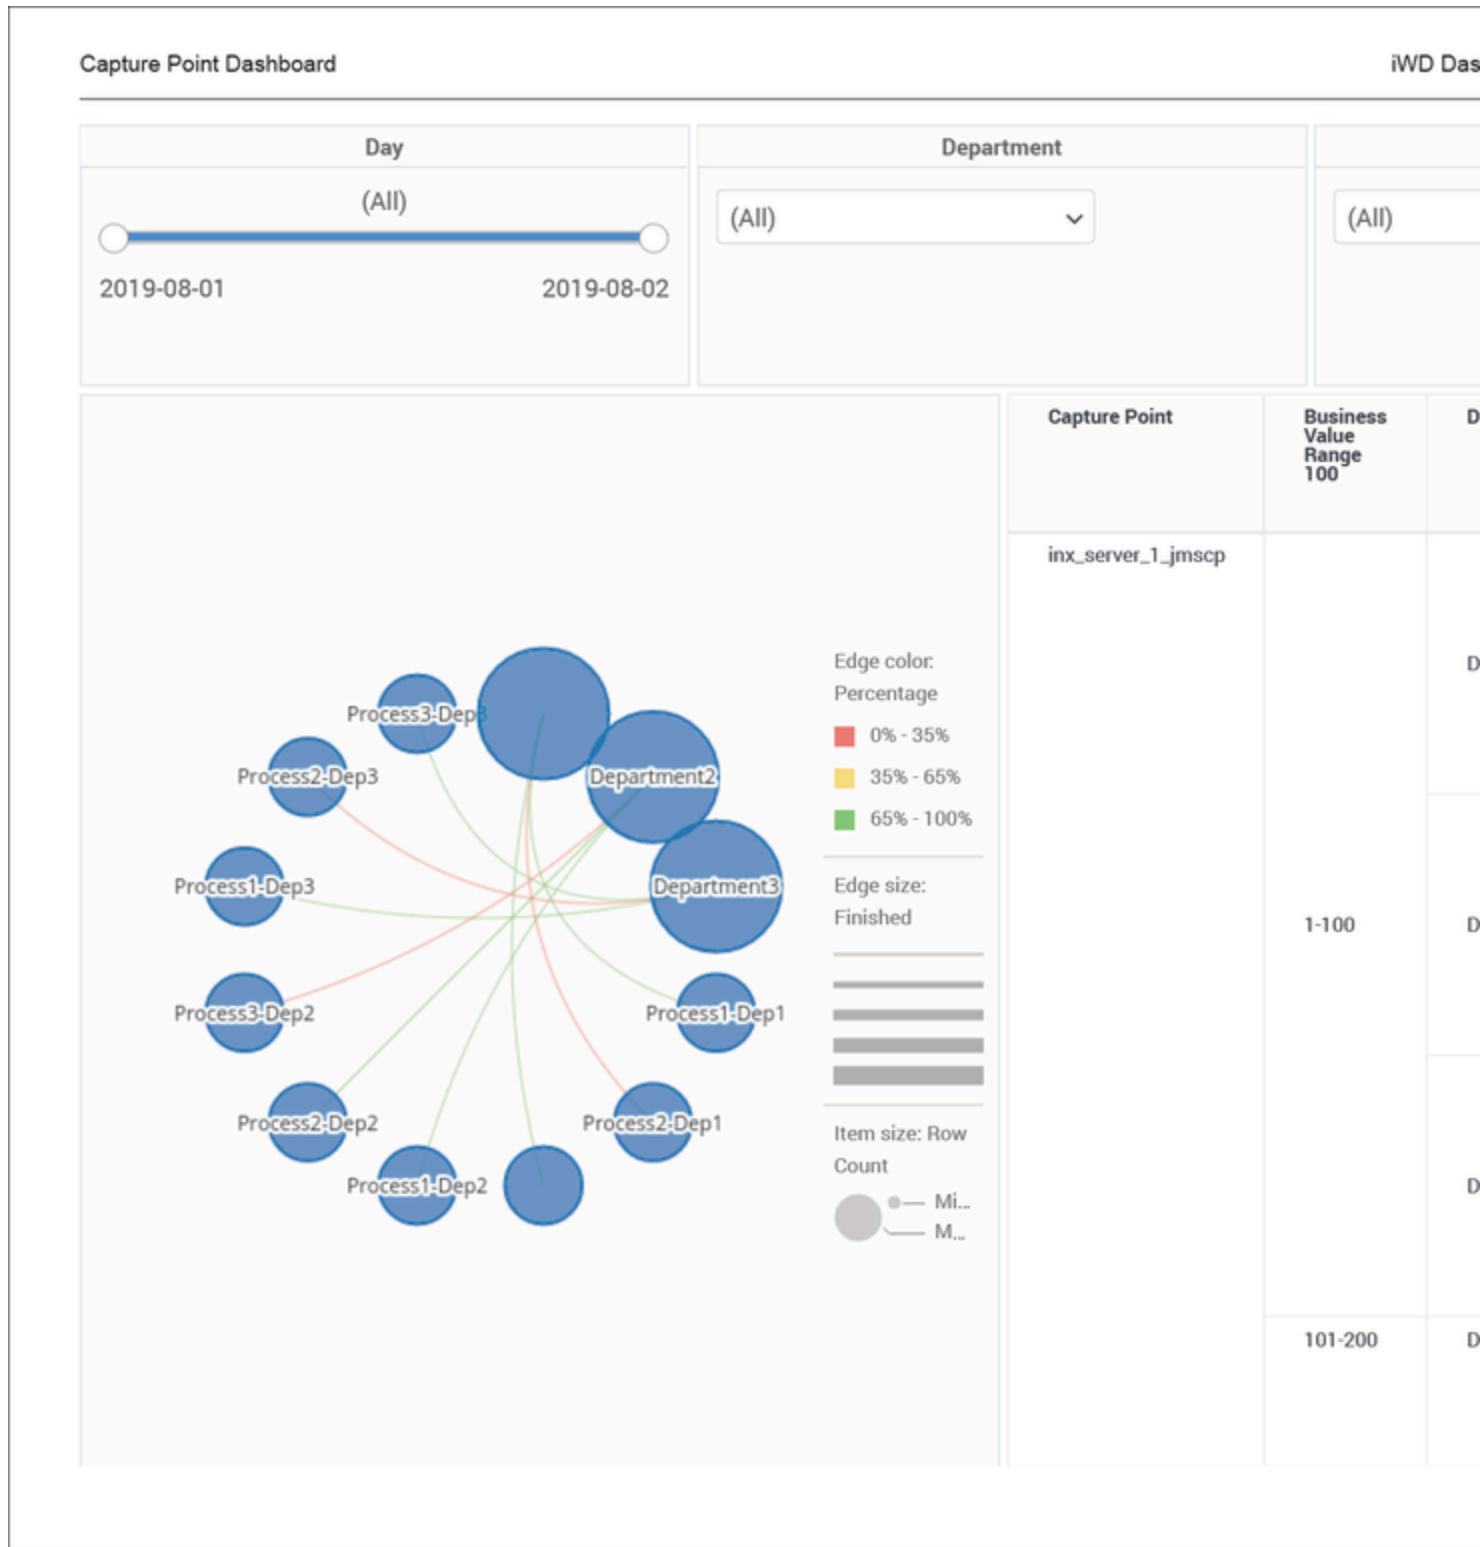 Capture Point Dashboard
iWD Das
Day
Department
(All)
(All)
(All)
2019-08-01
2019-08-02
Capture Point
Business
Value
Range
100
D
inx_server_1_jmscp
D
1-100
D
D
101-200
D
Process3-Dep3
Process2-Dep3
Department2
Process1-Dep3
Department3
Process3-Dep2
Process1-Dep1
Process2-Dep2
Process2-Dep1
Process1-Dep2
Edge color:
Percentage
0% - 35%
35% - 65%
65% - 100%
Edge size:
Finished
Item size: Row
Count
Mi...
M...